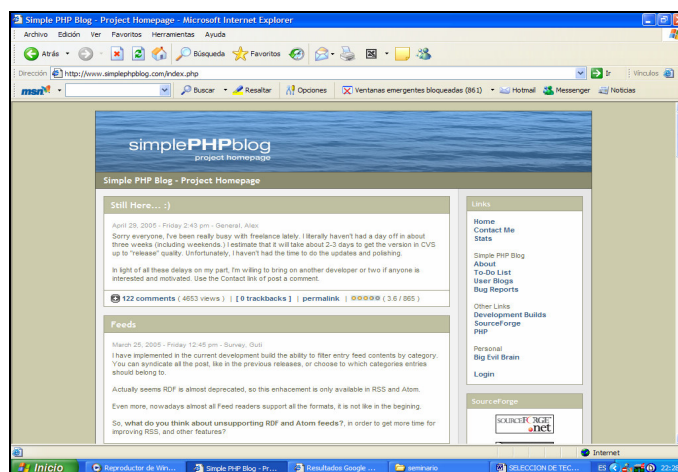 Simple PHP Blog - Project Homepage - Microsoft Internet Explorer
Archivo Edición Ver Favoritos Herramientas Ayuda
Atrás Búsqueda Favoritos
Dirección http://www.simplephpblog.com/index.php Ir Vínculos
msn Buscar Resaltar Opciones Ventanas emergentes bloqueadas (861) Hotmail Messenger Noticias
simplePHPblog
project homepage
Simple PHP Blog - Project Homepage
Still Here... :)
April 29, 2005 - Friday 2:43 pm - General, Alex
Sorry everyone, I've been really busy with freelance lately. I literally haven't had a day off in about
three weeks (including weekends.) I estimate that it will take about 2-3 days to get the version in CVS
up to "release" quality. Unfortunately, I haven't had the time to do the updates and polishing.
In light of all these delays on my part, I'm willing to bring on another developer or two if anyone is
interested and motivated. Use the Contact link of post a comment.
122 comments ( 4653 views ) | [ 0 trackbacks ] | permalink | ( 3.6 / 865 )
Feeds
March 25, 2005 - Friday 12:45 pm - Survey, Guti
I have implemented in the current development build the ability to filter entry feed contents by category.
You can syndicate all the post, like in the previous releases, or choose to which categories entries
should belong to.
Actually seems RDF is almost deprecated, so this enhacement is only available in RSS and Atom.
Even more, nowadays almost all Feed readers support all the formats, it is not like in the begining.
So, what do you think about unsupporting RDF and Atom feeds?, in order to get more time for
improving RSS, and other features?
Links
Home
Contact Me
Stats
Simple PHP Blog
About
To-Do List
User Blogs
Bug Reports
Other Links
Development Builds
SourceForge
PHP
Personal
Big Evil Brain
Login
SourceForge
SOURCEFORGE
.net
Internet
Inicio Reproductor de Win... Simple PHP Blog - Pr... Resultados Google ... seminario SELECCION DE TEC... ES 22:28